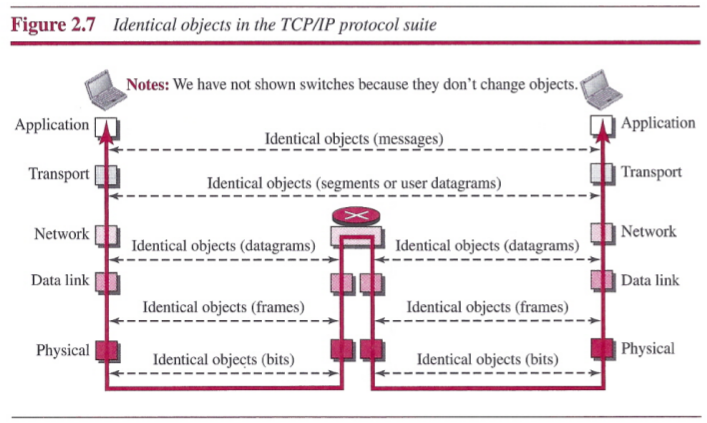 Figure 2.7 Identical objects in the TCP/IP protocol suite
Notes: We have not shown switches because they don't change objects.
Application
Application
Identical objects (messages)
Transport
Transport
Identical objects (segments or user datagrams)
Network
Network
Identical objects (datagrams)
Identical objects (datagrams)
Data link
Data link
Identical objects (frames)
Identical objects (frames)
Physical
Physical
Identical objects (bits)
Identical objects (bits)